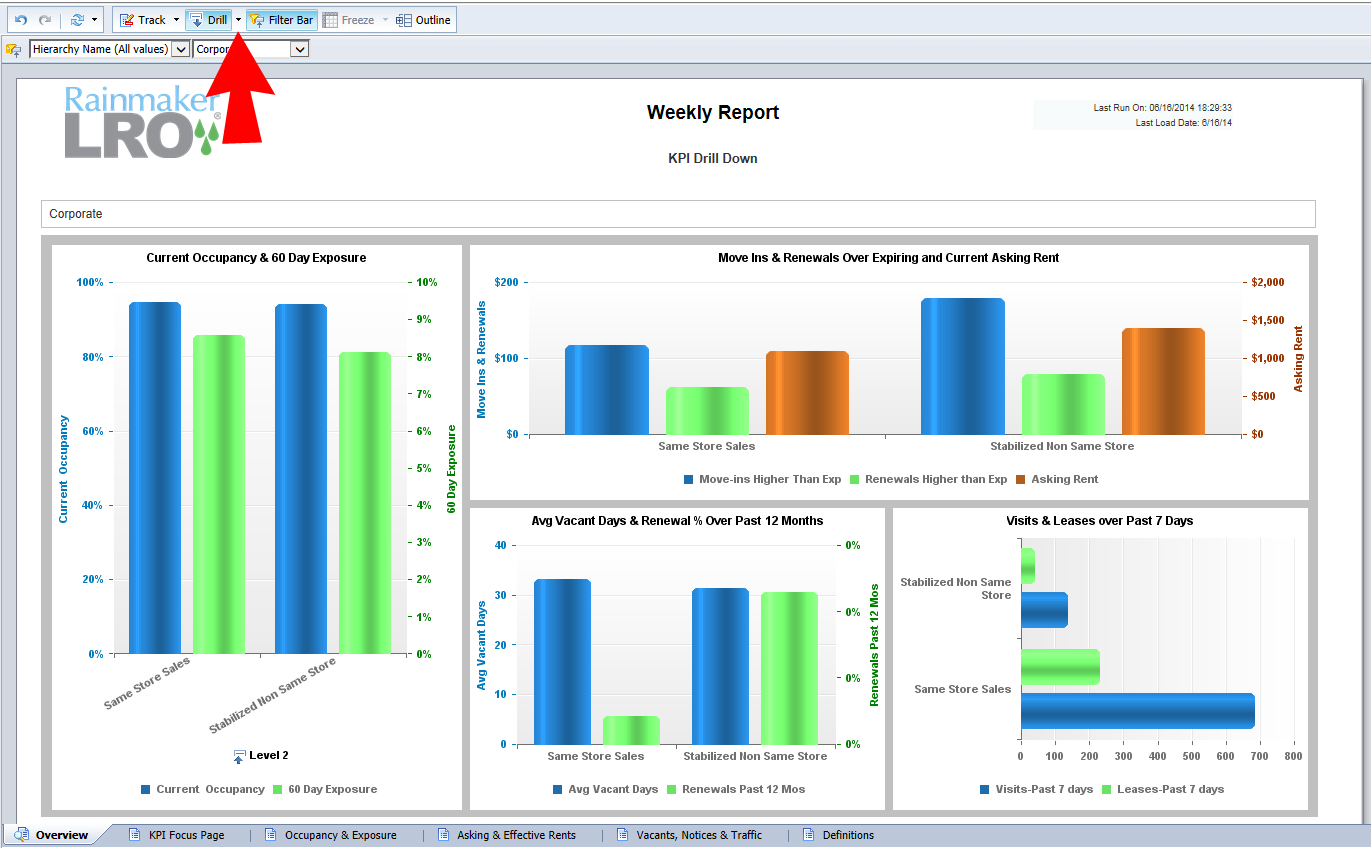 Track Drill Filter Bar Freeze Outline
Hierarchy Name (All values)
Rainmaker
LRO
®
Weekly Report
KPI Drill Down
Last Run On: 06/16/2014 18:29:33
Last Load Date: 6/16/14
Corporate
Current Occupancy & 60 Day Exposure
100%
80%
60%
40%
20%
0%
Current Occupancy
10%
9%
8%
7%
6%
5%
4%
3%
2%
1%
0%
60 Day Exposure
Same Store Sales
Stabilized Non Same Store
Level 2
Current Occupancy 60 Day Exposure
Move Ins & Renewals Over Expiring and Current Asking Rent
$200
$100
$0
Move Ins & Renewals
$2,000
$1,500
$1,000
$500
$0
Asking Rent
Same Store Sales Stabilized Non Same Store
Move-ins Higher Than Exp Renewals Higher than Exp Asking Rent
Avg Vacant Days & Renewal % Over Past 12 Months
40
30
20
10
0
Avg Vacant Days
0%
0%
0%
0%
Renewals Past 12 Mos
Same Store Sales Stabilized Non Same Store
Avg Vacant Days Renewals Past 12 Mos
Visits & Leases over Past 7 Days
Stabilized Non Same
Store
Same Store Sales
0 100 200 300 400 500 600 700 800
Visits-Past 7 days Leases-Past 7 days
Overview KPI Focus Page Occupancy & Exposure Asking & Effective Rents Vacants, Notices & Traffic Definitions